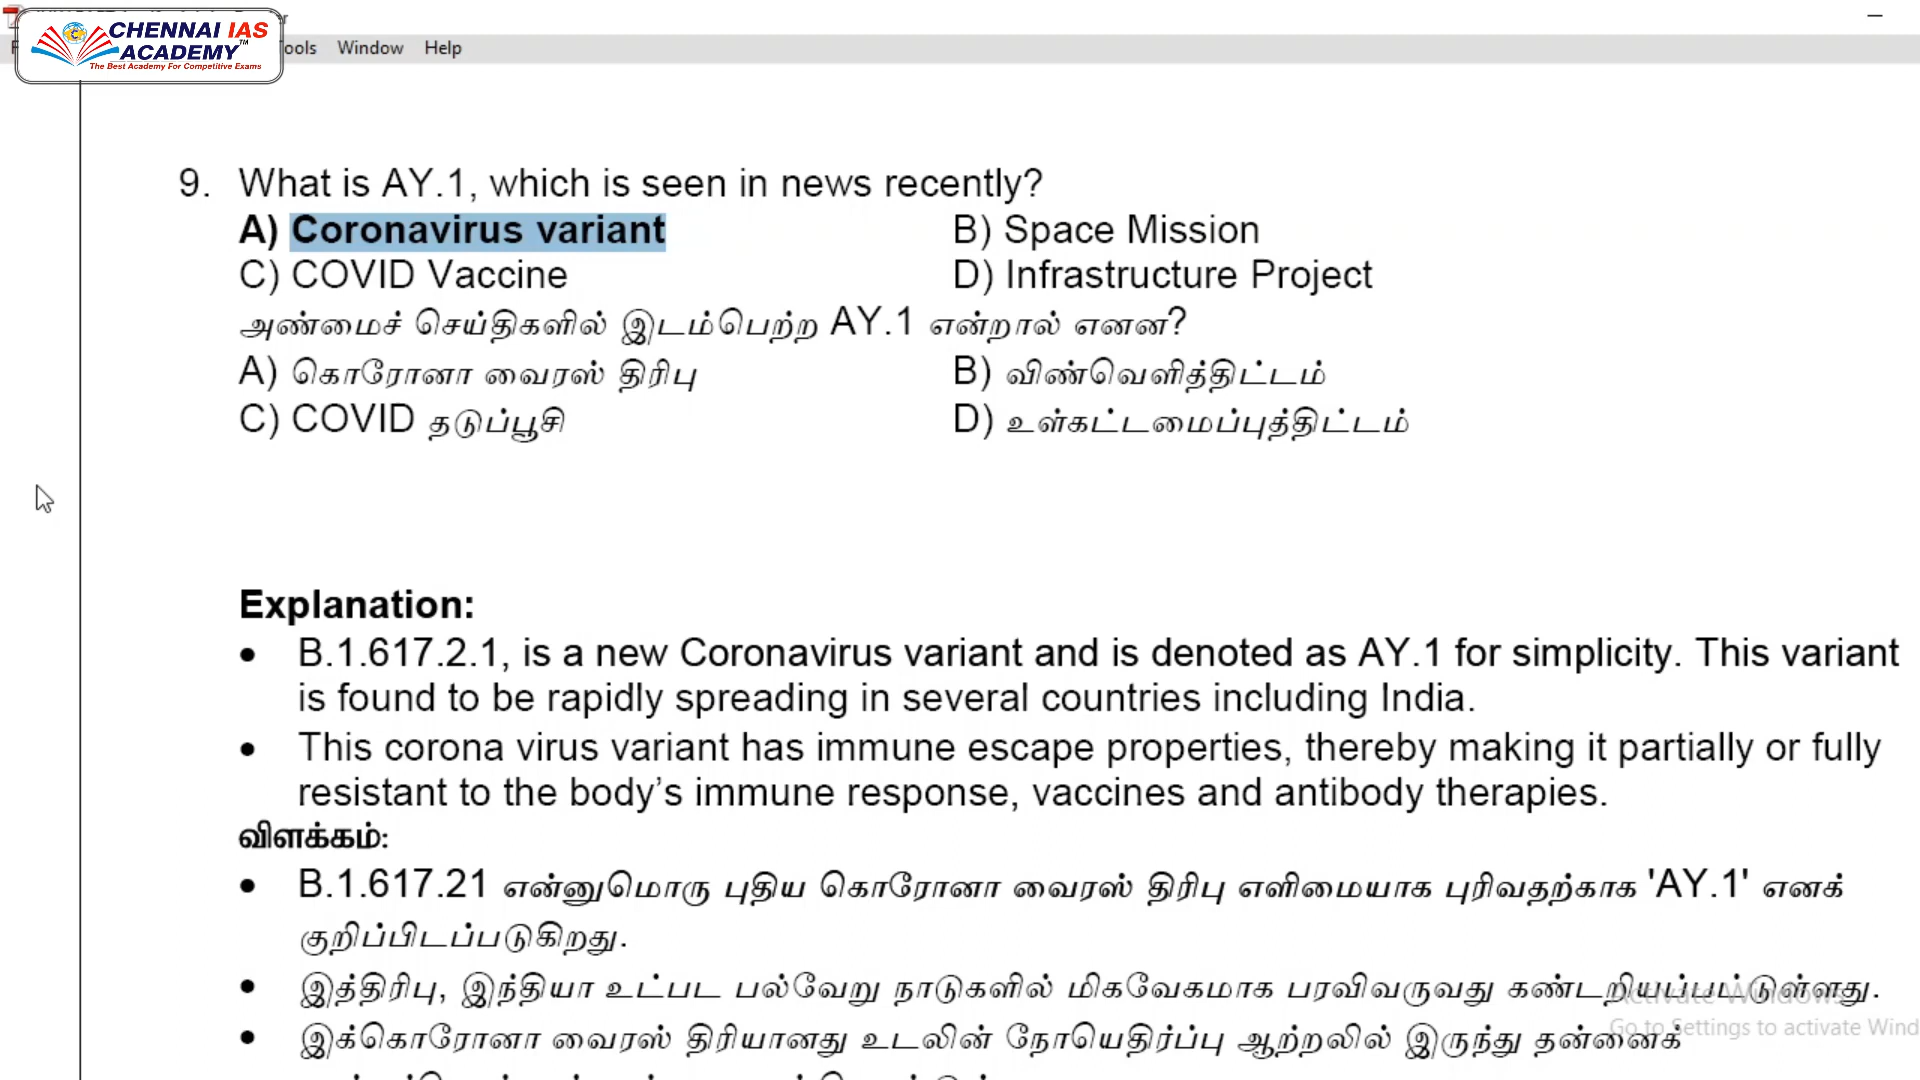 CHENNAI IAS
ACADEMY™
The Best Academy For Competitive Exams
Window Help
9. What is AY.1, which is seen in news recently?
A) Coronavirus variant B) Space Mission
C) COVID Vaccine D) Infrastructure Project
அண்மைச் செய்திகளில் இடம்பெற்ற AY.1 என்றால் எனன?
A) கொரோனா வைரஸ் திரிபு B) விண்வெளித்திட்டம்
C) COVID தடுப்பூசி D) உள்கட்டமைப்புத்திட்டம்
Explanation:
• B.1.617.2.1, is a new Coronavirus variant and is denoted as AY.1 for simplicity. This variant
is found to be rapidly spreading in several countries including India.
• This corona virus variant has immune escape properties, thereby making it partially or fully
resistant to the body’s immune response, vaccines and antibody therapies.
விளக்கம்:
• B.1.617.21 என்னுமொரு புதிய கொரோனா வைரஸ் திரிபு எளிமையாக புரிவதற்காக 'AY.1' எனக்
குறிப்பிடப்படுகிறது.
• இத்திரிபு, இந்தியா உட்பட பல்வேறு நாடுகளில் மிகவேகமாக பரவிவருவது கண்டறியப்பட்டுள்ளது.
Activate Windows
Go to Settings to activate Wind
• இக்கொரோனா வைரஸ் திரியானது உடலின் நோயெதிர்ப்பு ஆற்றலில் இருந்து தன்னைக்